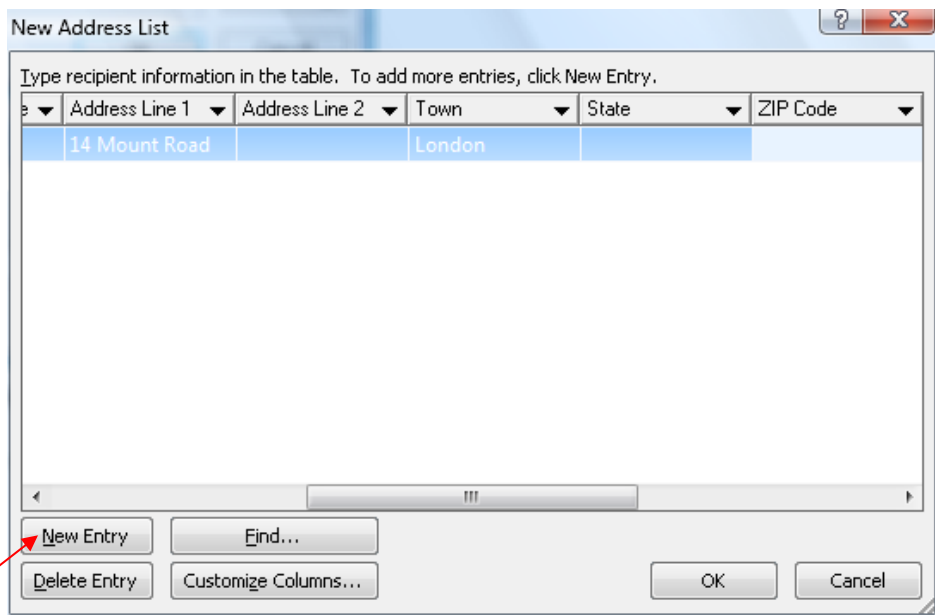 New Address List
Type recipient information in the table. To add more entries, click New Entry.
e Address Line 1 Address Line 2 Town State ZIP Code
14 Mount Road London
New Entry Find...
Delete Entry Customize Columns... OK Cancel